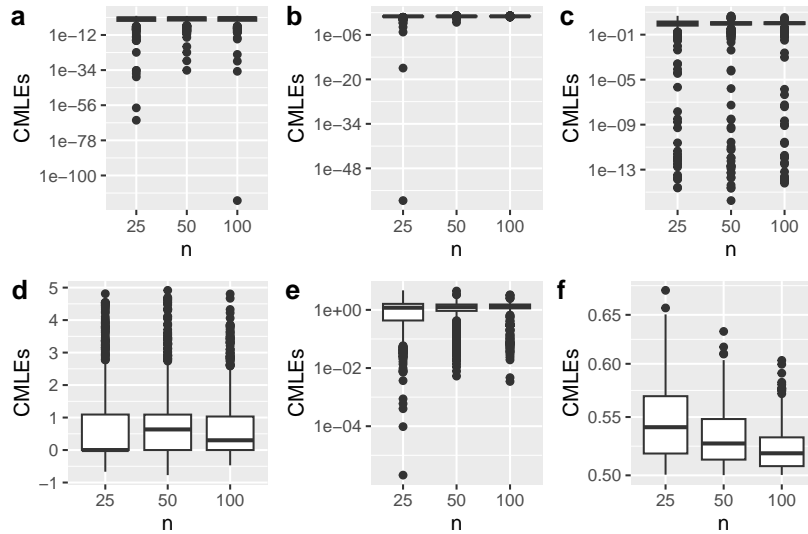 a
CMLEs
1e−12
1e−34
1e−56
1e−78
1e−100
25 50 100
n
b
CMLEs
1e−06
1e−20
1e−34
1e−48
25 50 100
n
c
CMLEs
1e−01
1e−05
1e−09
1e−13
25 50 100
n
d
CMLEs
5
4
3
2
1
0
−1
25 50 100
n
e
CMLEs
1e+00
1e−02
1e−04
25 50 100
n
f
CMLEs
0.65
0.60
0.55
0.50
25 50 100
n